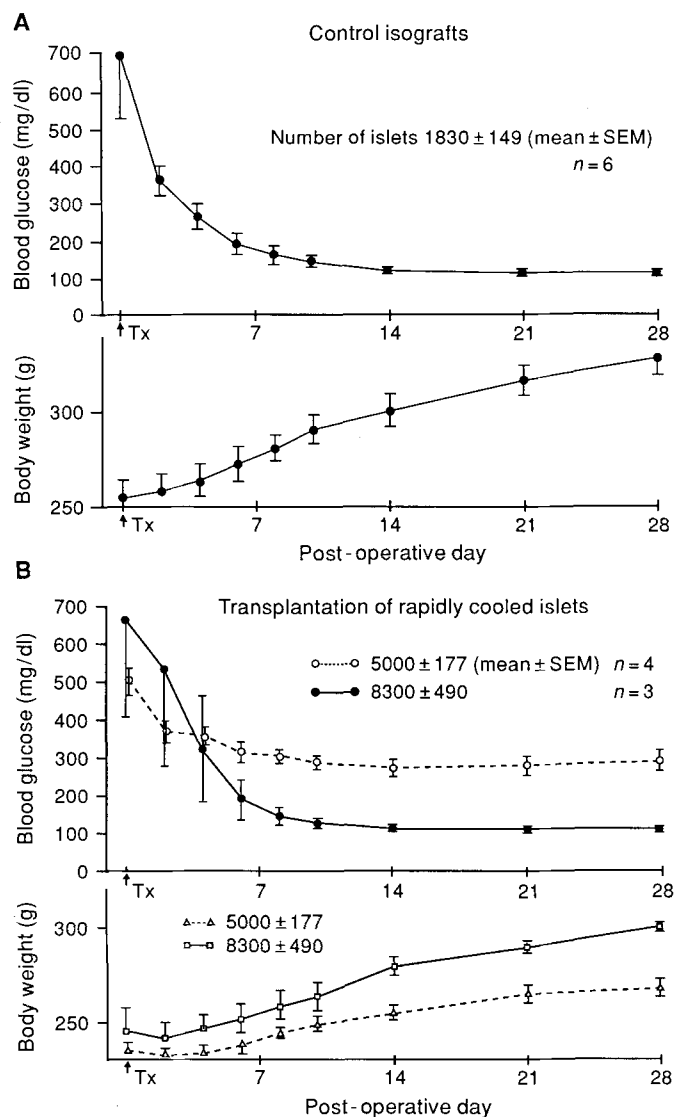 A
Control isografts
Blood glucose (mg/dl)
700
600
500
400
300
200
100
0
Number of islets 1830 ± 149 (mean ± SEM)
n = 6
↑ Tx 7 14 21 28
Body weight (g)
300
250
↑ Tx 7 14 21 28
Post-operative day
B
Transplantation of rapidly cooled islets
Blood glucose (mg/dl)
700
600
500
400
300
200
100
0
5000 ± 177 (mean ± SEM) n = 4
8300 ± 490 n = 3
↑ Tx 7 14 21 28
Body weight (g)
300
250
5000 ± 177
8300 ± 490
↑ Tx 7 14 21 28
Post-operative day